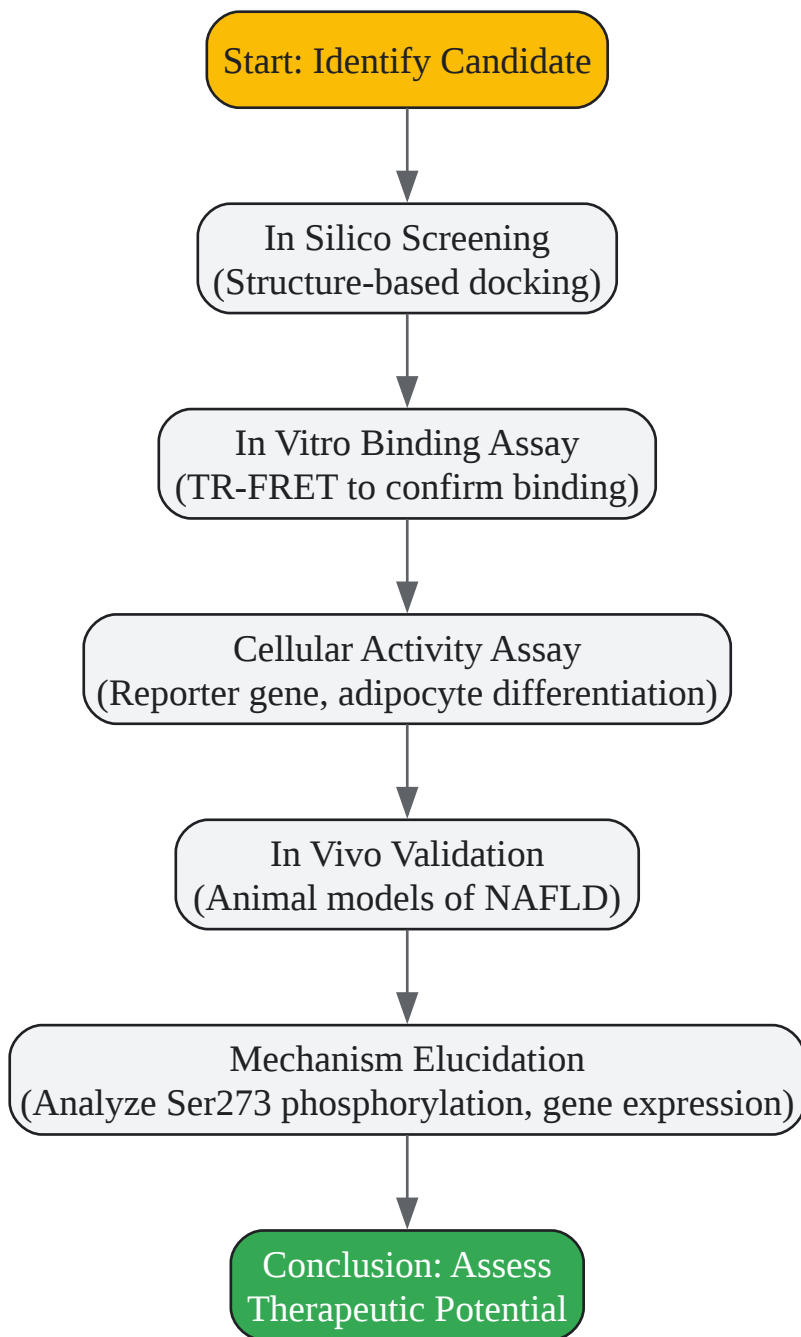 Start: Identify Candidate
In Silico Screening
(Structure-based docking)
In Vitro Binding Assay
(TR-FRET to confirm binding)
Cellular Activity Assay
(Reporter gene, adipocyte differentiation)
In Vivo Validation
(Animal models of NAFLD)
Mechanism Elucidation
(Analyze Ser273 phosphorylation, gene expression)
Conclusion: Assess
Therapeutic Potential